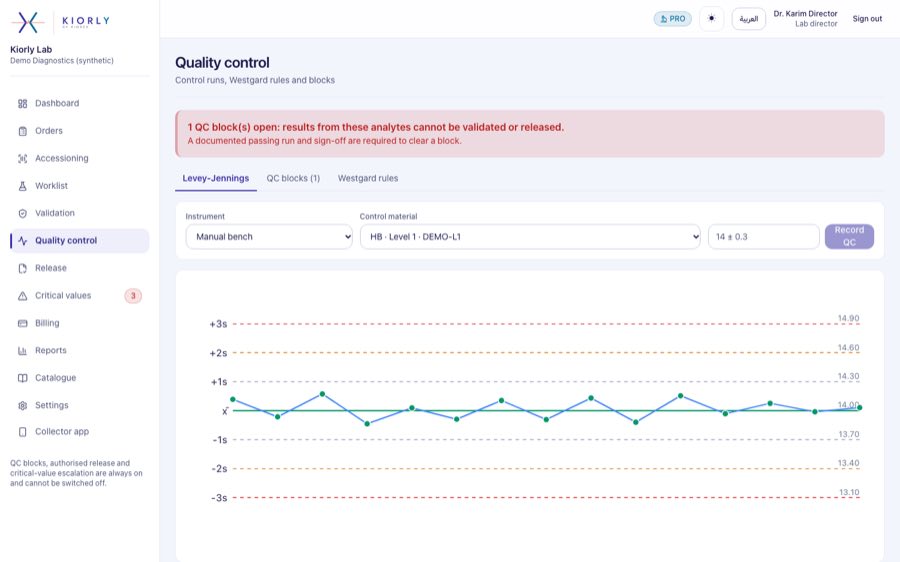 KIORLY
Kiorly Lab
Demo Diagnostics (synthetic)
Dashboard
Orders
Accessioning
Worklist
Validation
Quality control
Release
Critical values
3
Billing
Reports
Catalogue
Settings
Collector app
QC blocks, authorised release and
critical-value escalation are always on
and cannot be switched off.
PRO
العربية
Dr. Karim Director
Lab director
Sign out
Quality control
Control runs, Westgard rules and blocks
1 QC block(s) open: results from these analytes cannot be validated or released.
A documented passing run and sign-off are required to clear a block.
Levey-Jennings
QC blocks (1)
Westgard rules
Instrument
Manual bench
Control material
HB · Level 1 · DEMO-L1
14 ± 0.3
Record
QC
+3s
14.90
+2s
14.60
+1s
14.30
x̄
14.00
-1s
13.70
-2s
13.40
-3s
13.10